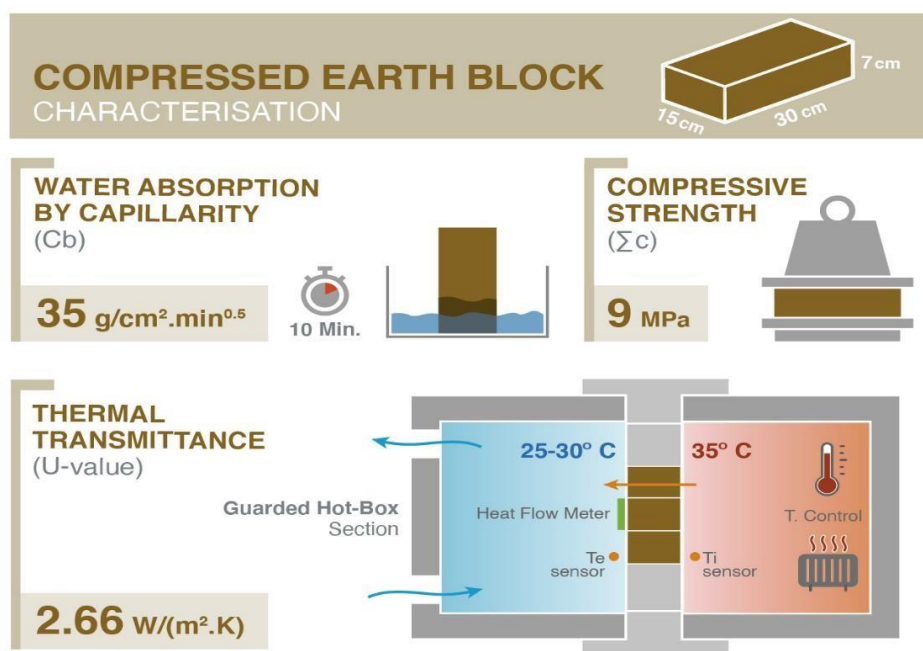 COMPRESSED EARTH BLOCK
CHARACTERISATION
7 cm
15 cm
30 cm
WATER ABSORPTION
BY CAPILLARITY
(Cb)
35 g/cm².min⁰·⁵
10 Min.
COMPRESSIVE
STRENGTH
(∑c)
9 MPa
THERMAL
TRANSMITTANCE
(U-value)
Guarded Hot-Box
Section
2.66 W/(m².K)
25-30º C
35º C
Heat Flow Meter
T. Control
Te
sensor
Ti
sensor